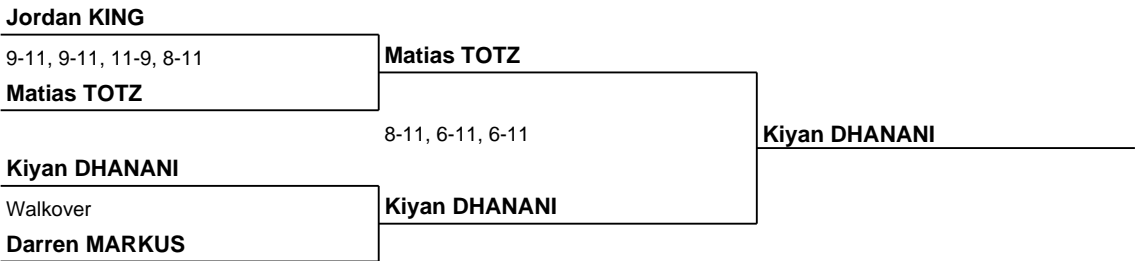 Jordan KING
9-11, 9-11, 11-9, 8-11
Matias TOTZ
Matias TOTZ
8-11, 6-11, 6-11
Kiyan DHANANI
Kiyan DHANANI
Walkover
Kiyan DHANANI
Darren MARKUS